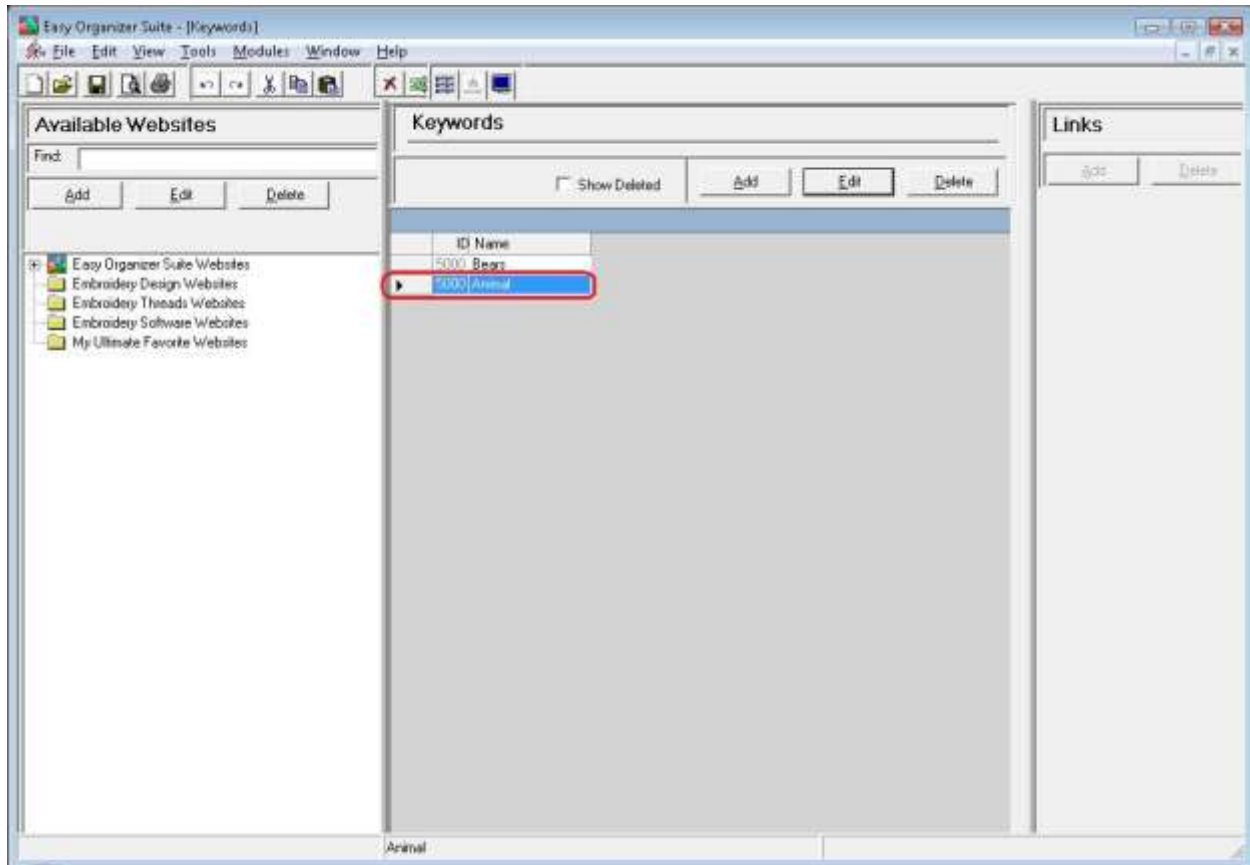 Easy Organizer Suite - [Keywords]
File Edit View Tools Modules Window Help
Available Websites
Find:
Add Edit Delete
Easy Organizer Suite Websites
Embroidery Design Websites
Embroidery Threads Websites
Embroidery Software Websites
My Ultimate Favorite Websites
Keywords
Show Deleted Add Edit Delete
ID Name
5000 Bears
5000 Animal
Links
Add Delete
Animal